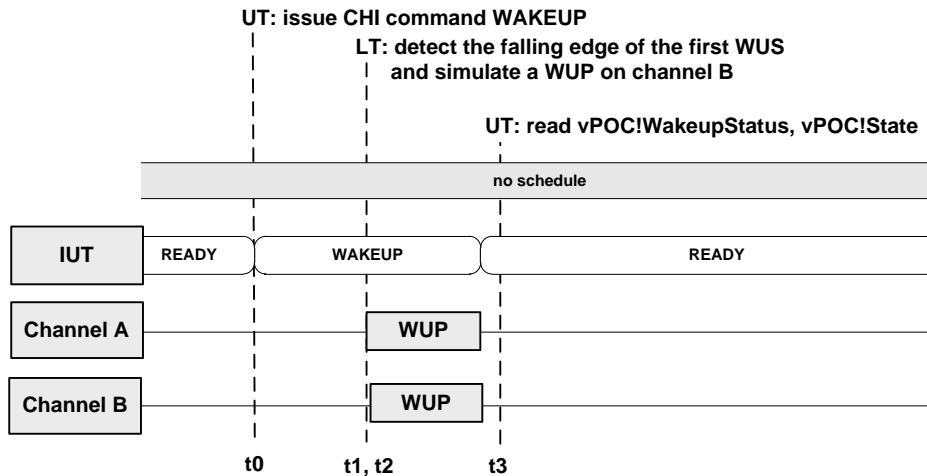 UT: issue CHI command WAKEUP
LT: detect the falling edge of the first WUS
and simulate a WUP on channel B
UT: read vPOC!WakeupStatus, vPOC!State
no schedule
IUT READY WAKEUP READY
Channel A WUP
Channel B WUP
t0 t1, t2 t3